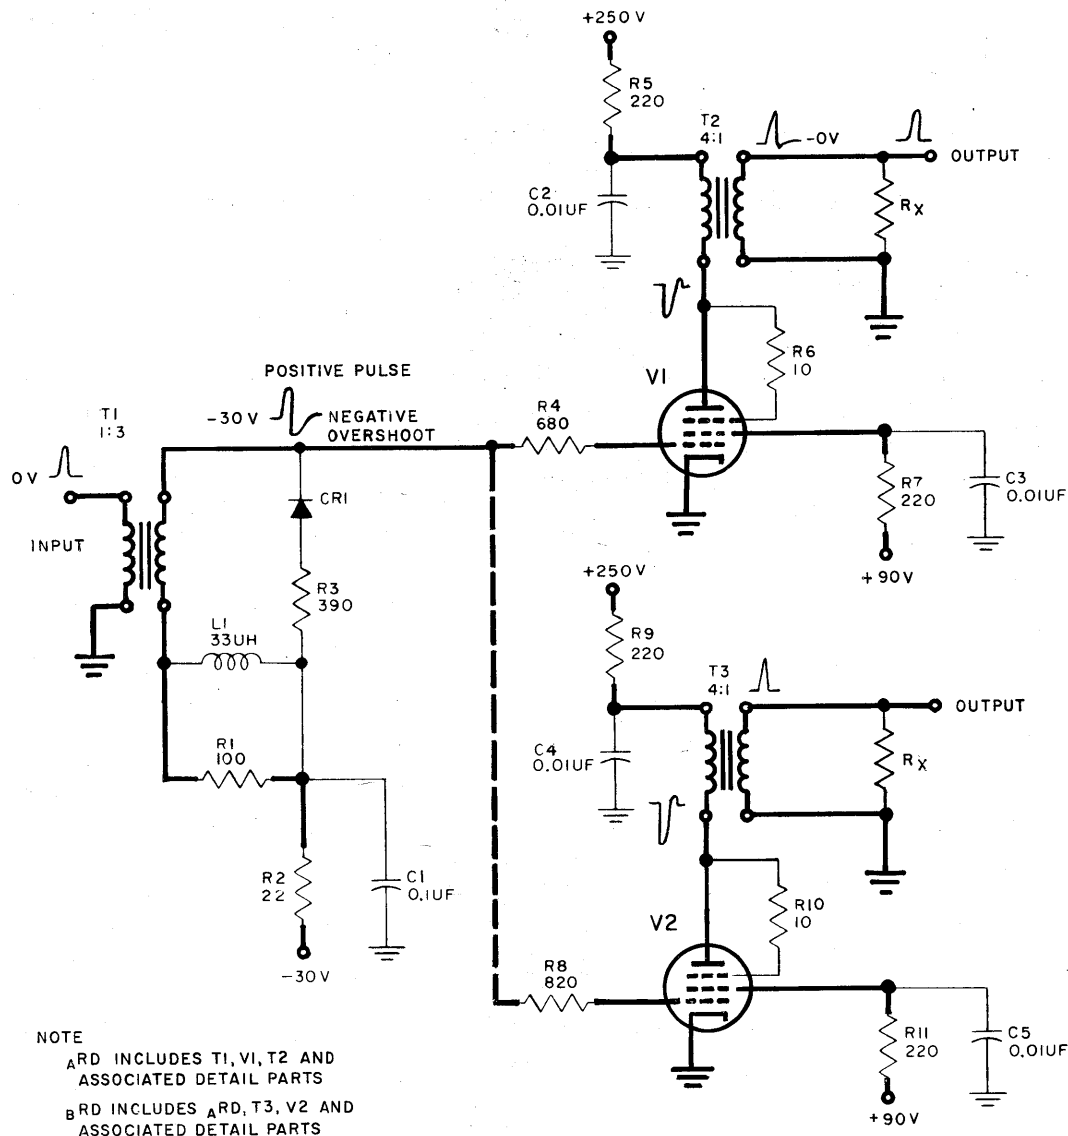 +250V
R5
220
T2
4:1
-0V
OUTPUT
C2
0.01UF
RX
R6
10
V1
POSITIVE PULSE
-30V
NEGATIVE
OVERSHOOT
R4
680
T1
1:3
0V
INPUT
CR1
R7
220
C3
0.01UF
+90V
+250V
R3
390
L1
33UH
R9
220
T3
4:1
OUTPUT
R1
100
C4
0.01UF
RX
R2
22
C1
0.1UF
-30V
R10
10
V2
R8
820
R11
220
C5
0.01UF
+90V
NOTE
ARD INCLUDES T1, V1, T2 AND
ASSOCIATED DETAIL PARTS
BRD INCLUDES ARD, T3, V2 AND
ASSOCIATED DETAIL PARTS